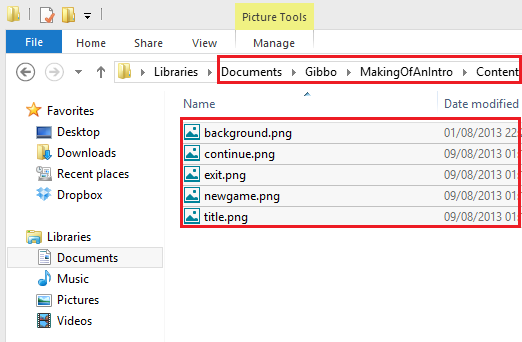 Picture Tools
File Home Share View Manage
Libraries Documents Gibbo MakingOfAnIntro Content
Name Date modified
Favorites
Desktop
Downloads
Recent places
Dropbox
Libraries
Documents
Music
Pictures
Videos
background.png 01/08/2013 22:
continue.png 09/08/2013 01:
exit.png 09/08/2013 01:
newgame.png 09/08/2013 01:
title.png 09/08/2013 01: